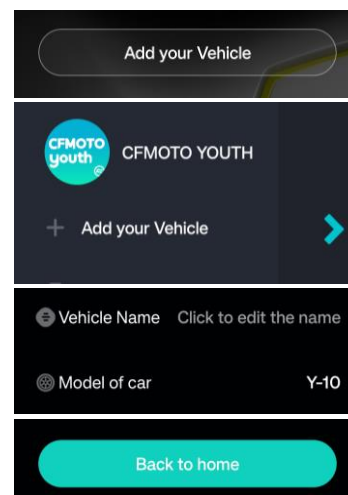 Add your Vehicle
CFMOTO
youth
CFMOTO YOUTH
Add your Vehicle
Vehicle Name Click to edit the name
Model of car Y-10
Back to home